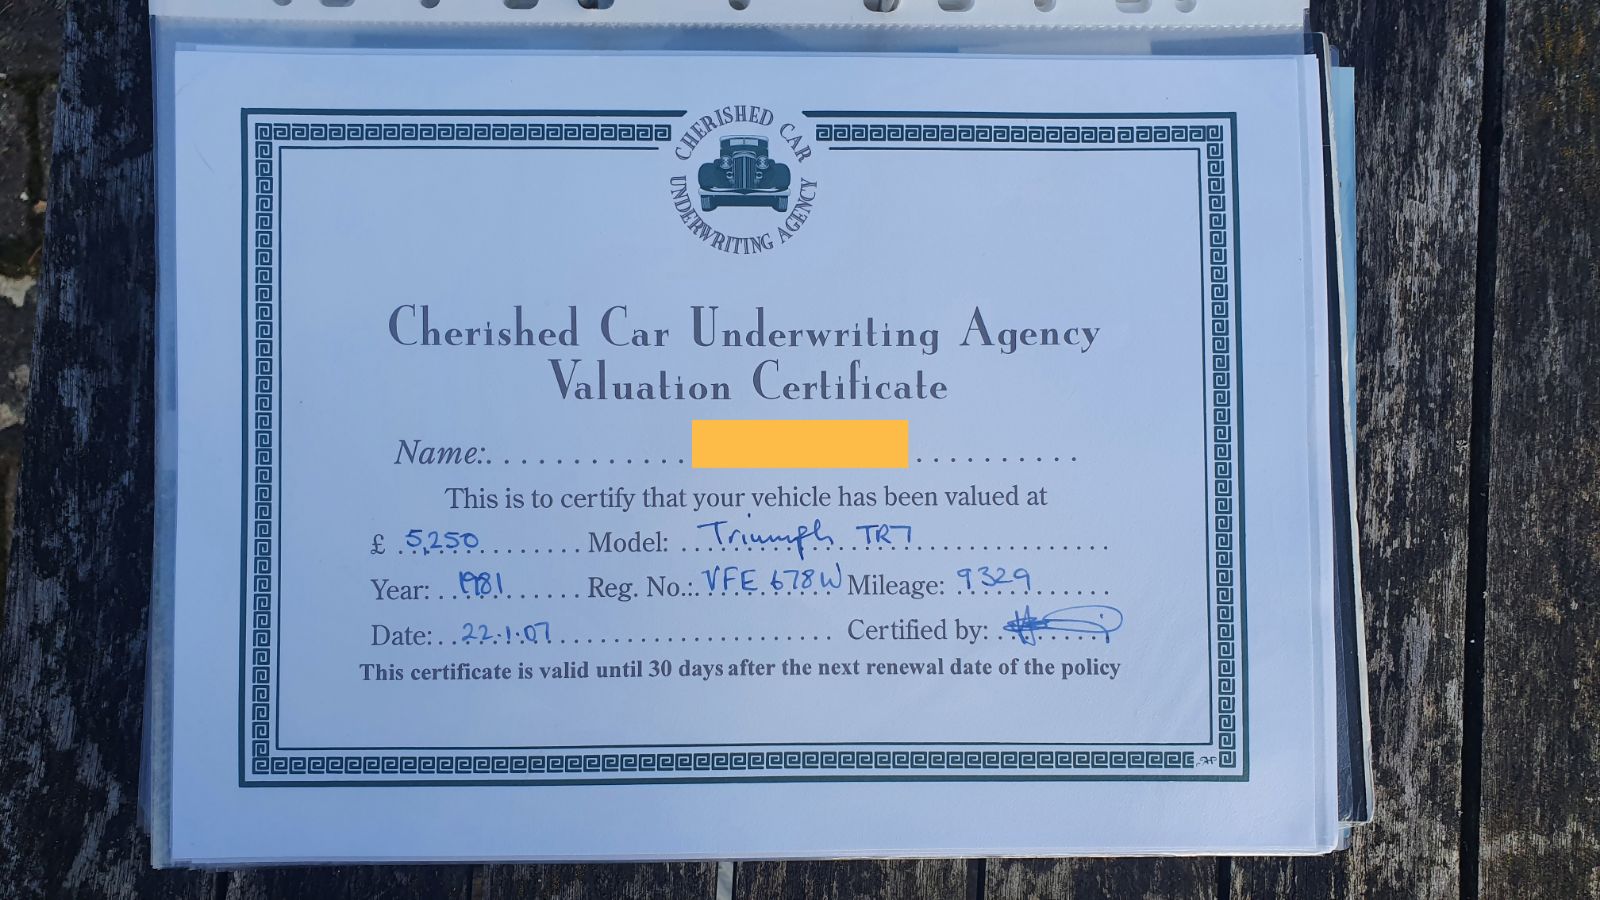 CHERISHED CAR
UNDERWRITING AGENCY
Cherished Car Underwriting Agency
Valuation Certificate
Name:
This is to certify that your vehicle has been valued at
£ 5,250 Model: Triumph TR7
Year: 1981 Reg. No.: VFE 678W Mileage: 9329
Date: 22.1.07 Certified by:
This certificate is valid until 30 days after the next renewal date of the policy